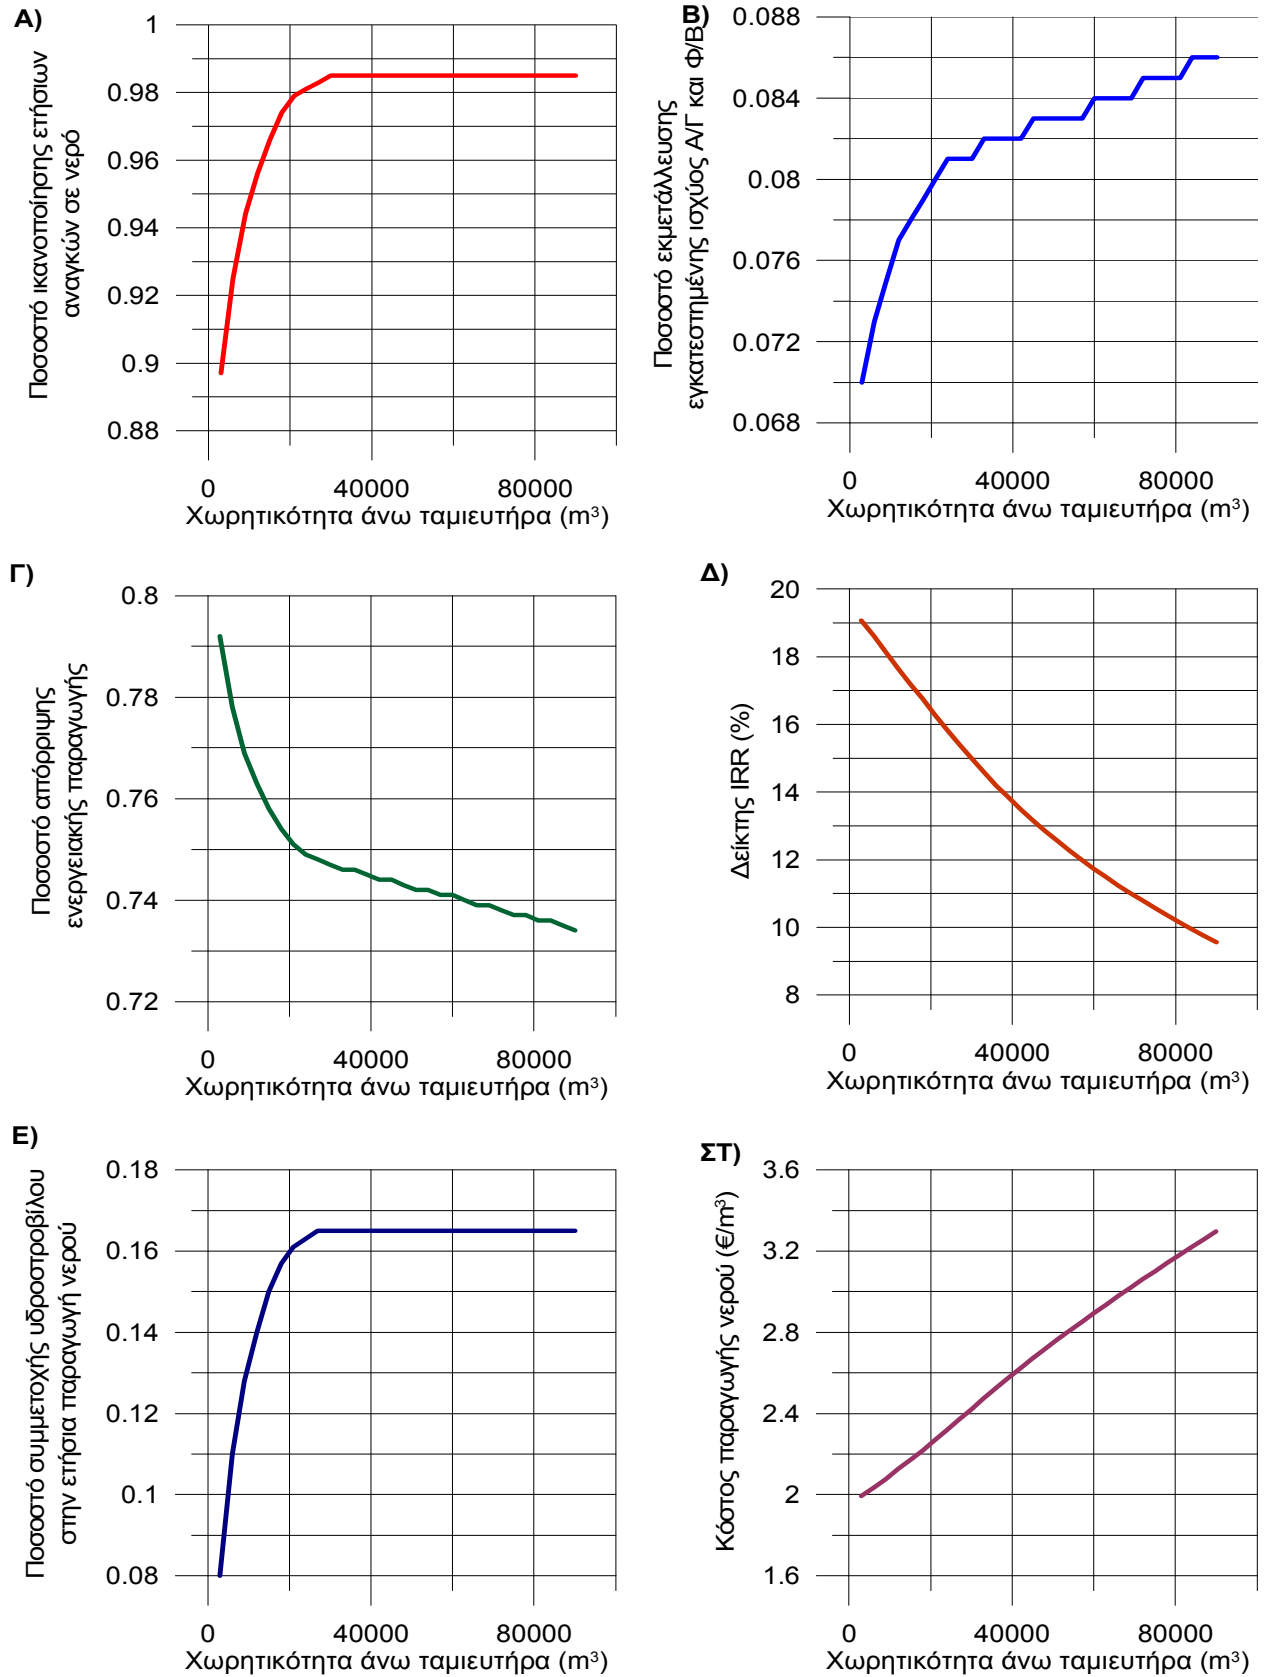 Α)
Ποσοστό ικανοποίησης ετήσιων
αναγκών σε νερό
1
0.98
0.96
0.94
0.92
0.9
0.88
0 40000 80000
Χωρητικότητα άνω ταμιευτήρα (m³)
Β)
Ποσοστό εκμετάλλευσης
εγκατεστημένης ισχύος Α/Γ και Φ/Β
0.088
0.084
0.08
0.076
0.072
0.068
0 40000 80000
Χωρητικότητα άνω ταμιευτήρα (m³)
Γ)
Ποσοστό απόρριψης
ενεργειακής παραγωγής
0.8
0.78
0.76
0.74
0.72
0 40000 80000
Χωρητικότητα άνω ταμιευτήρα (m³)
Δ)
Δείκτης IRR (%)
20
18
16
14
12
10
8
0 40000 80000
Χωρητικότητα άνω ταμιευτήρα (m³)
Ε)
Ποσοστό συμμετοχής υδροστροβίλου
στην ετήσια παραγωγή νερού
0.18
0.16
0.14
0.12
0.1
0.08
0 40000 80000
Χωρητικότητα άνω ταμιευτήρα (m³)
ΣΤ)
Κόστος παραγωγής νερού (€/m³)
3.6
3.2
2.8
2.4
2
1.6
0 40000 80000
Χωρητικότητα άνω ταμιευτήρα (m³)